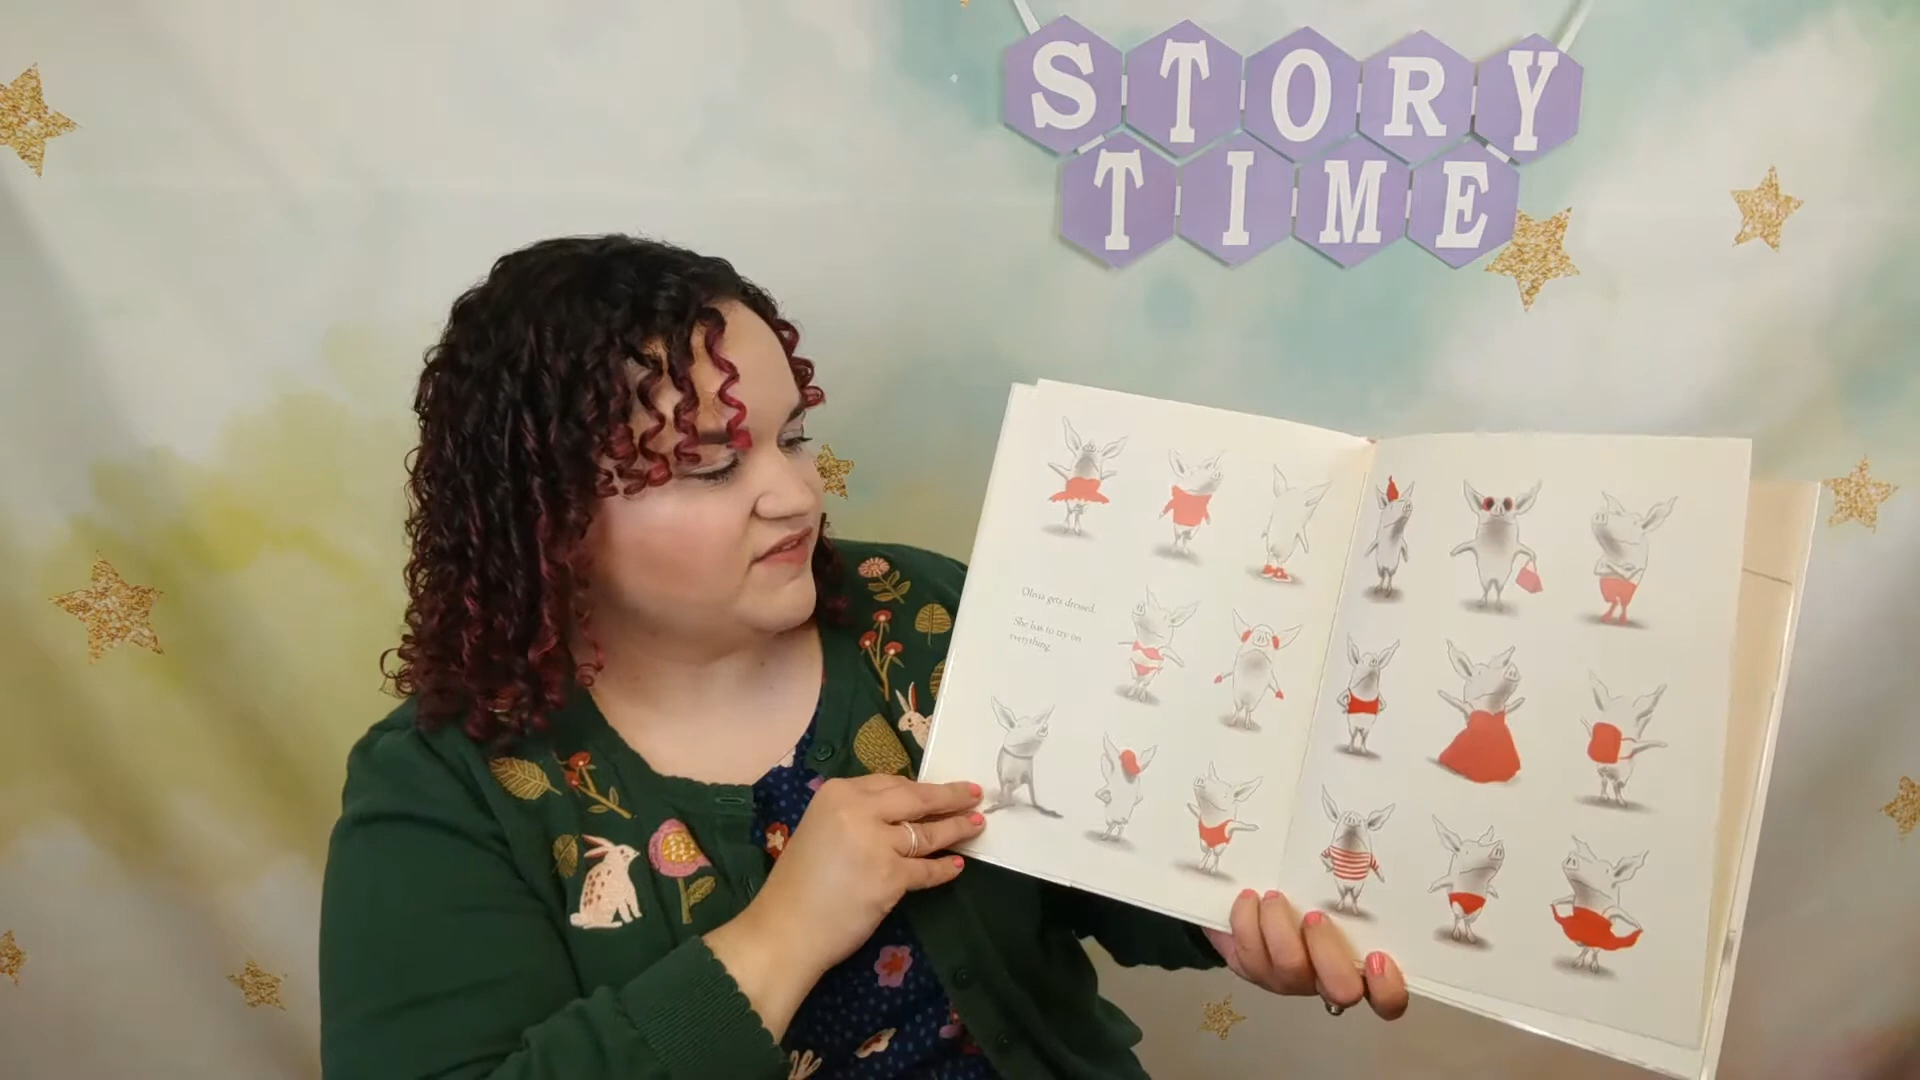 STORY
TIME
Olivia gets dressed.
She has to try on
everything.